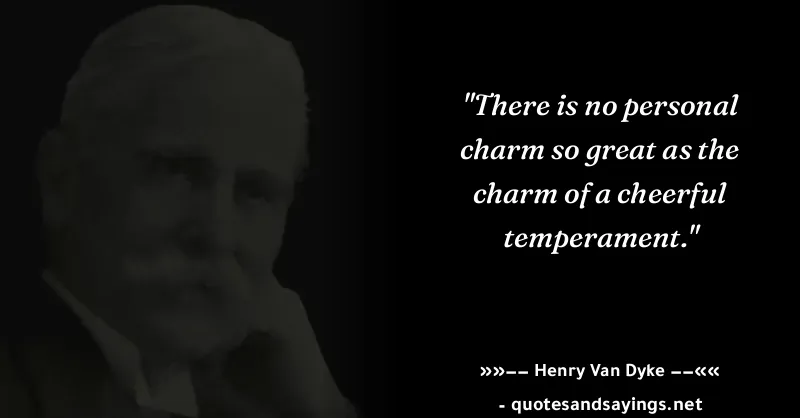 "There is no personal
charm so great as the
charm of a cheerful
temperament."
»»−− Henry Van Dyke −−««
- quotesandsayings.net